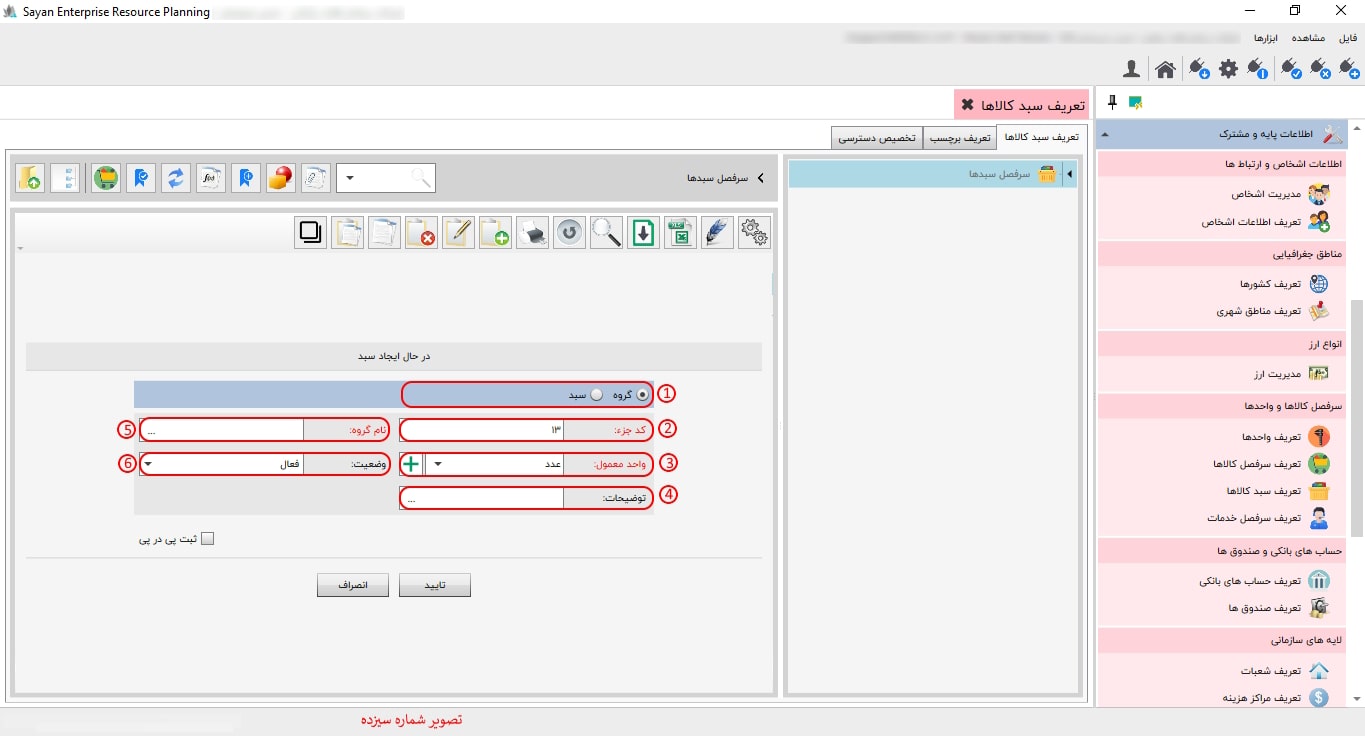 Sayan Enterprise Resource Planning
فایل مشاهده ابزارها
تعریف سبد کالاها
تعریف سبد کالاها تعریف برچسب تخصیص دسترسی
سرفصل سبدها
سرفصل سبدها
در حال ایجاد سبد
گروه سبد 1
2 کد جزء: ۱۳
نام گروه: ... 5
3 واحد معمول: عدد
وضعیت: فعال 6
4 توضیحات: ...
ثبت پی در پی
تایید انصراف
اطلاعات پایه و مشترک
اطلاعات اشخاص و ارتباط ها
مدیریت اشخاص
تعریف اطلاعات اشخاص
مناطق جغرافیایی
تعریف کشورها
تعریف مناطق شهری
انواع ارز
مدیریت ارز
سرفصل کالاها و واحدها
تعریف واحدها
تعریف سرفصل کالاها
تعریف سبد کالاها
تعریف سرفصل خدمات
حساب های بانکی و صندوق ها
تعریف حساب های بانکی
تعریف صندوق ها
لایه های سازمانی
تعریف شعبات
تعریف مراکز هزینه
تصویر شماره سیزده